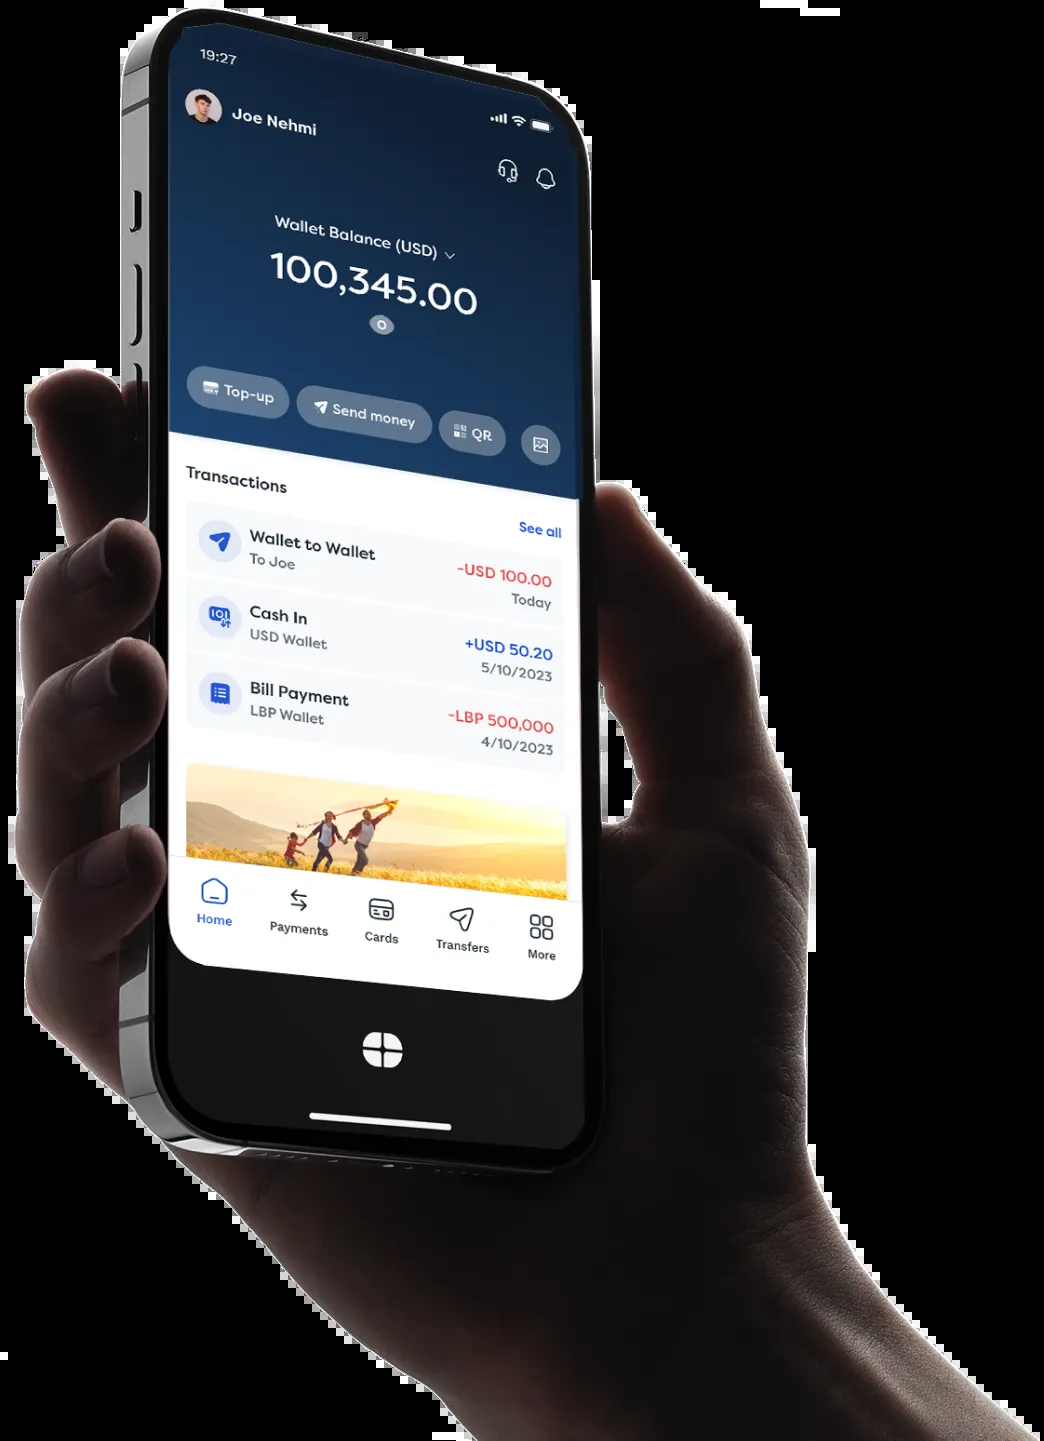 19:27
Joe Nehmi
Wallet Balance (USD)
100,345.00
Top-up
Send money
QR
Transactions
See all
Wallet to Wallet
To Joe
-USD 100.00
Today
Cash In
USD Wallet
+USD 50.20
5/10/2023
Bill Payment
LBP Wallet
-LBP 500,000
4/10/2023
Home
Payments
Cards
Transfers
More